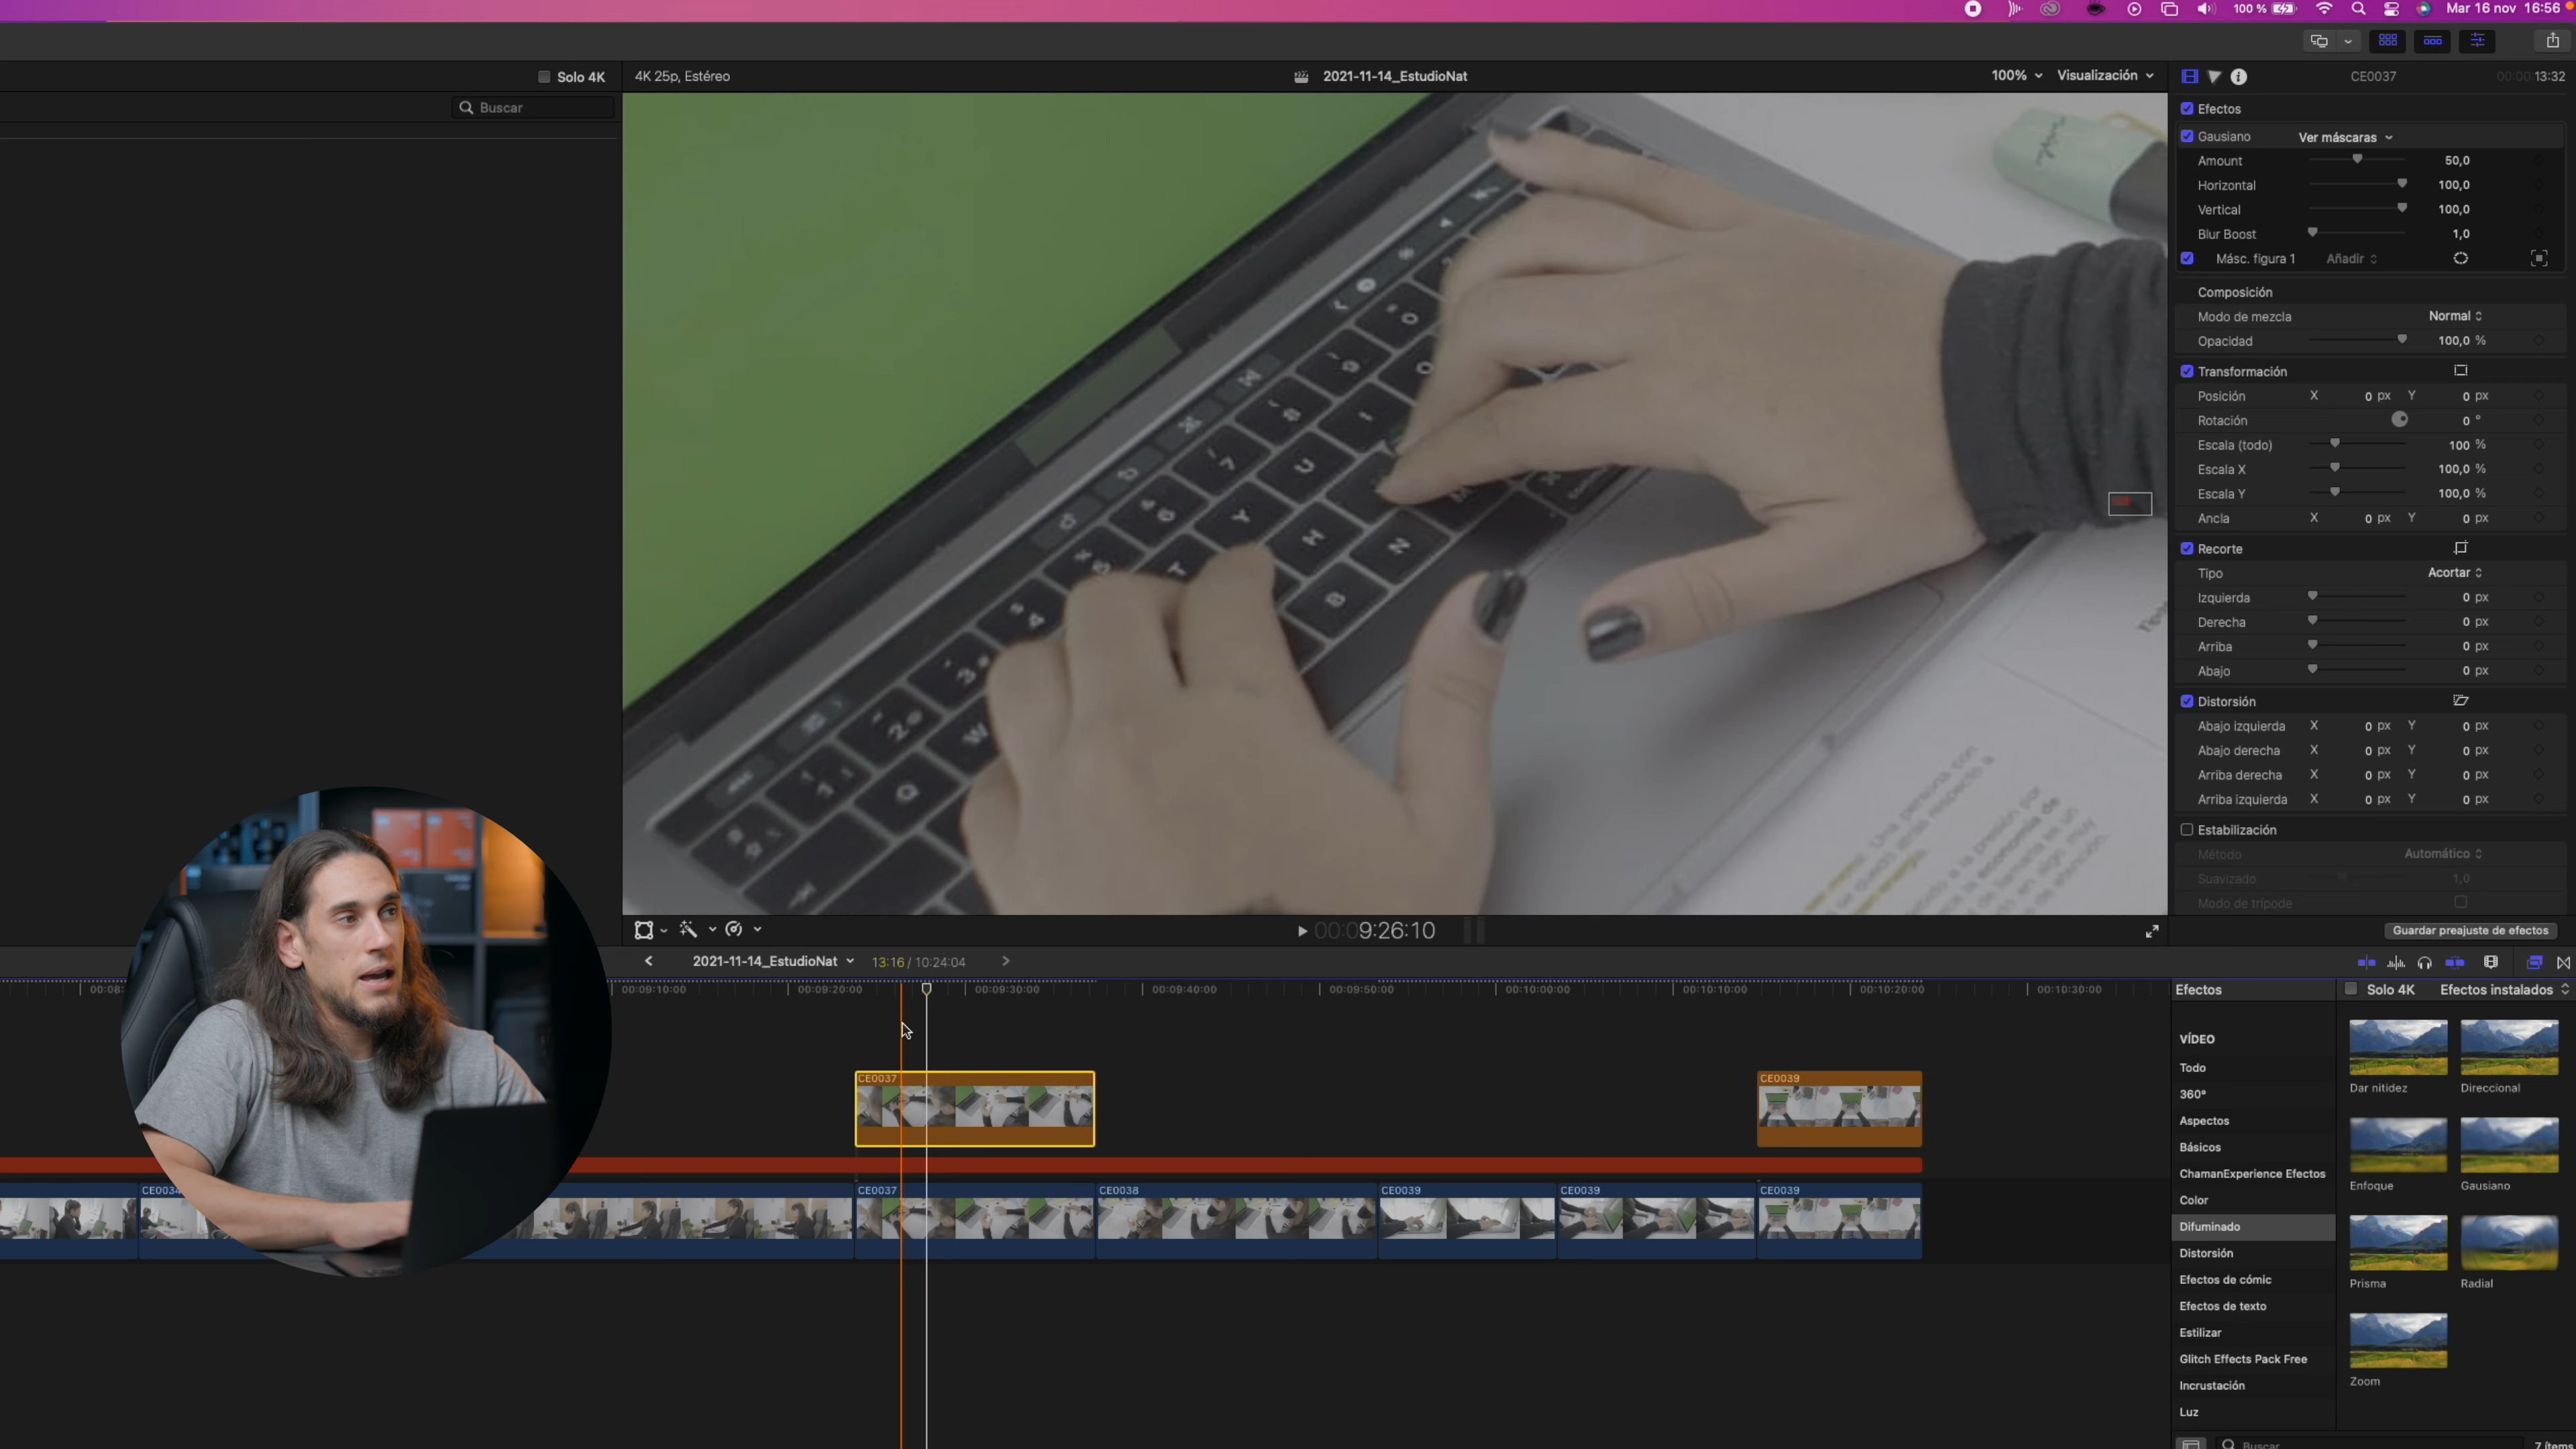 100 %
Mar 16 nov 16:56
Solo 4K
4K 25p, Estéreo
2021-11-14_EstudioNat
100%
Visualización
CE0037
00:00:13:32
Buscar
Efectos
Gausiano
Ver máscaras
Amount 50,0
Horizontal 100,0
Vertical 100,0
Blur Boost 1,0
Másc. figura 1 Añadir
Composición
Modo de mezcla Normal
Opacidad 100,0 %
Transformación
Posición X 0 px Y 0 px
Rotación 0 °
Escala (todo) 100 %
Escala X 100,0 %
Escala Y 100,0 %
Ancla X 0 px Y 0 px
Recorte
Tipo Acortar
Izquierda 0 px
Derecha 0 px
Arriba 0 px
Abajo 0 px
Distorsión
Abajo izquierda X 0 px Y 0 px
Abajo derecha X 0 px Y 0 px
Arriba derecha X 0 px Y 0 px
Arriba izquierda X 0 px Y 0 px
Estabilización
Método Automático
Suavizado 1,0
Modo de trípode
00:09:26:10
Guardar preajuste de efectos
2021-11-14_EstudioNat
13:16 / 10:24:04
00:09:10:00
00:09:20:00
00:09:30:00
00:09:40:00
00:09:50:00
00:10:00:00
00:10:10:00
00:10:20:00
00:10:30:00
CE0037
CE0039
CE0034
CE0037
CE0038
CE0039
CE0039
CE0039
Efectos
Solo 4K
Efectos instalados
VÍDEO
Todo
360°
Aspectos
Básicos
ChamanExperience Efectos
Color
Difuminado
Distorsión
Efectos de cómic
Efectos de texto
Estilizar
Glitch Effects Pack Free
Incrustación
Luz
Dar nitidez
Direccional
Enfoque
Gausiano
Prisma
Radial
Zoom
Buscar